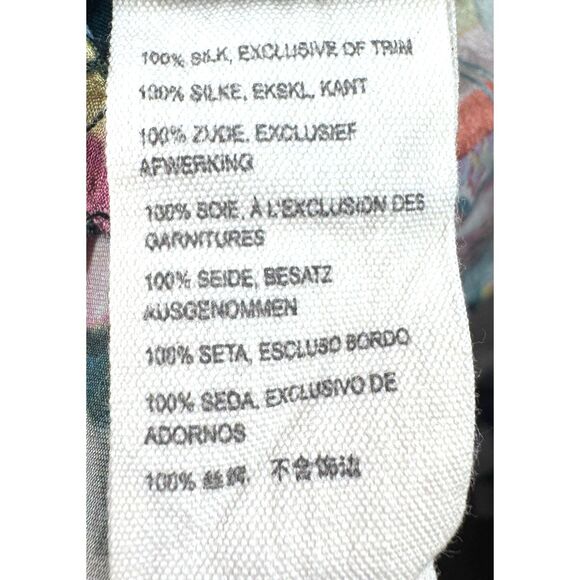 100% SILK, EXCLUSIVE OF TRIM
100% SILKE, EKSKL, KANT
100% ZIJDE, EXCLUSIEF
AFWERKING
100% SOIE, À L'EXCLUSION DES
GARNITURES
100% SEIDE, BESATZ
AUSGENOMMEN
100% SETA, ESCLUSO BORDO
100% SEDA, EXCLUSIVO DE
ADORNOS
100% 丝绸, 不含饰边